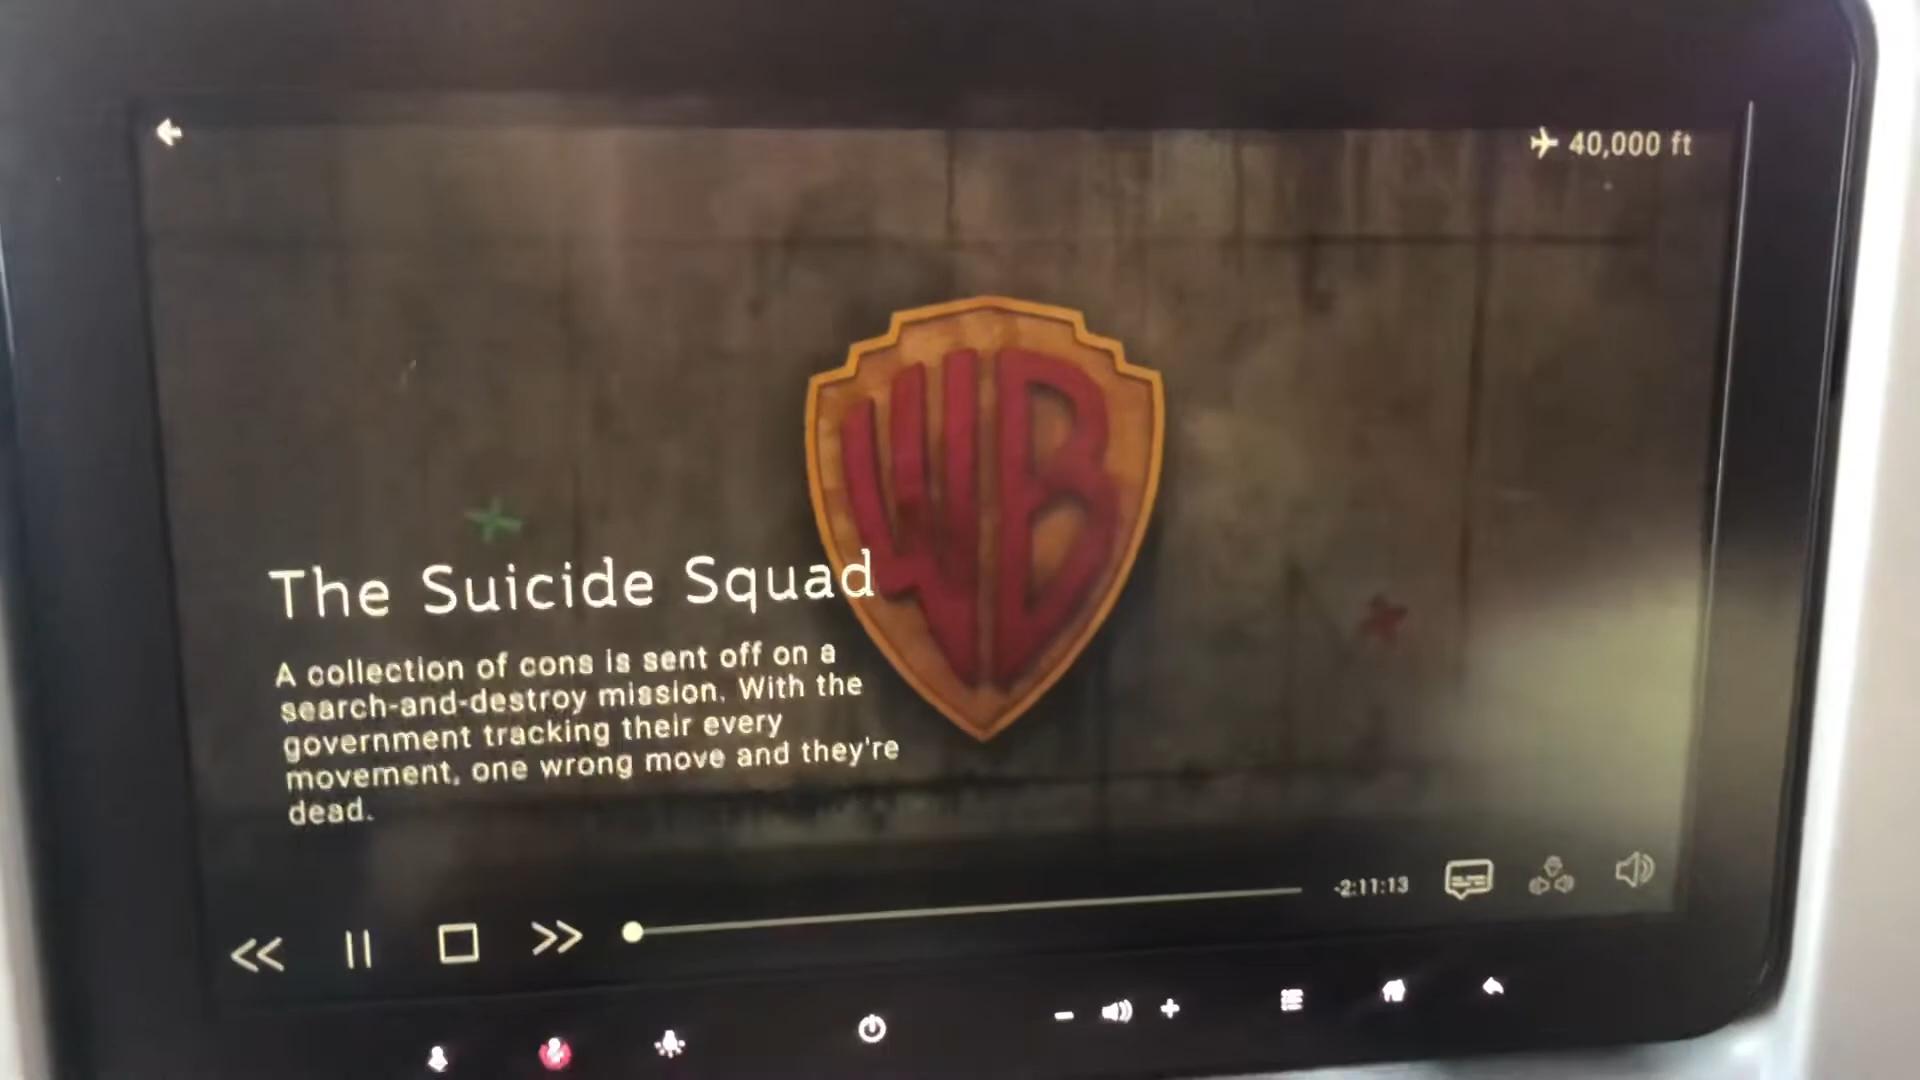 40,000 ft
WB
The Suicide Squad
A collection of cons is sent off on a
search-and-destroy mission. With the
government tracking their every
movement, one wrong move and they're
dead.
-2:11:13